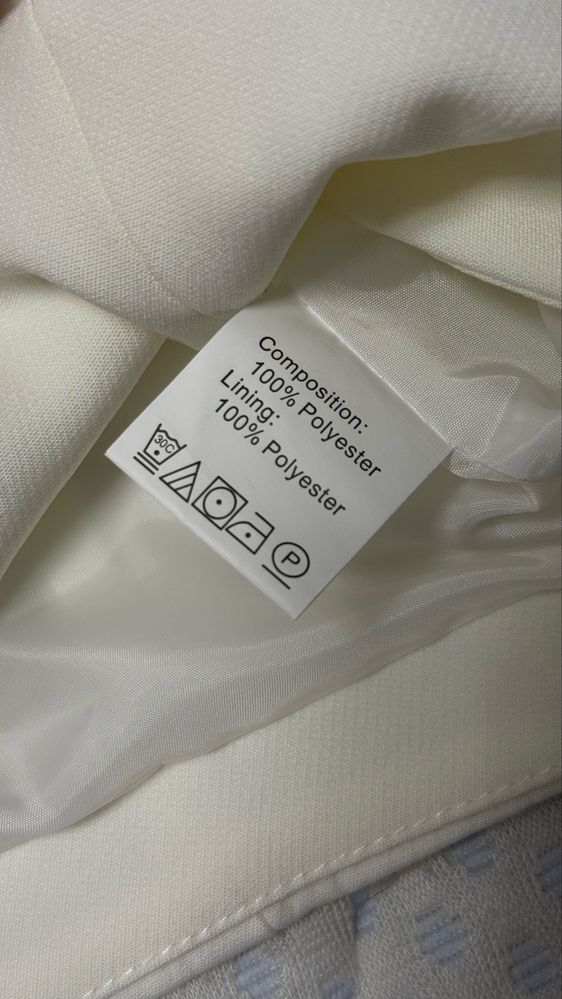 Composition:
100% Polyester
Lining:
100% Polyester
30C
P